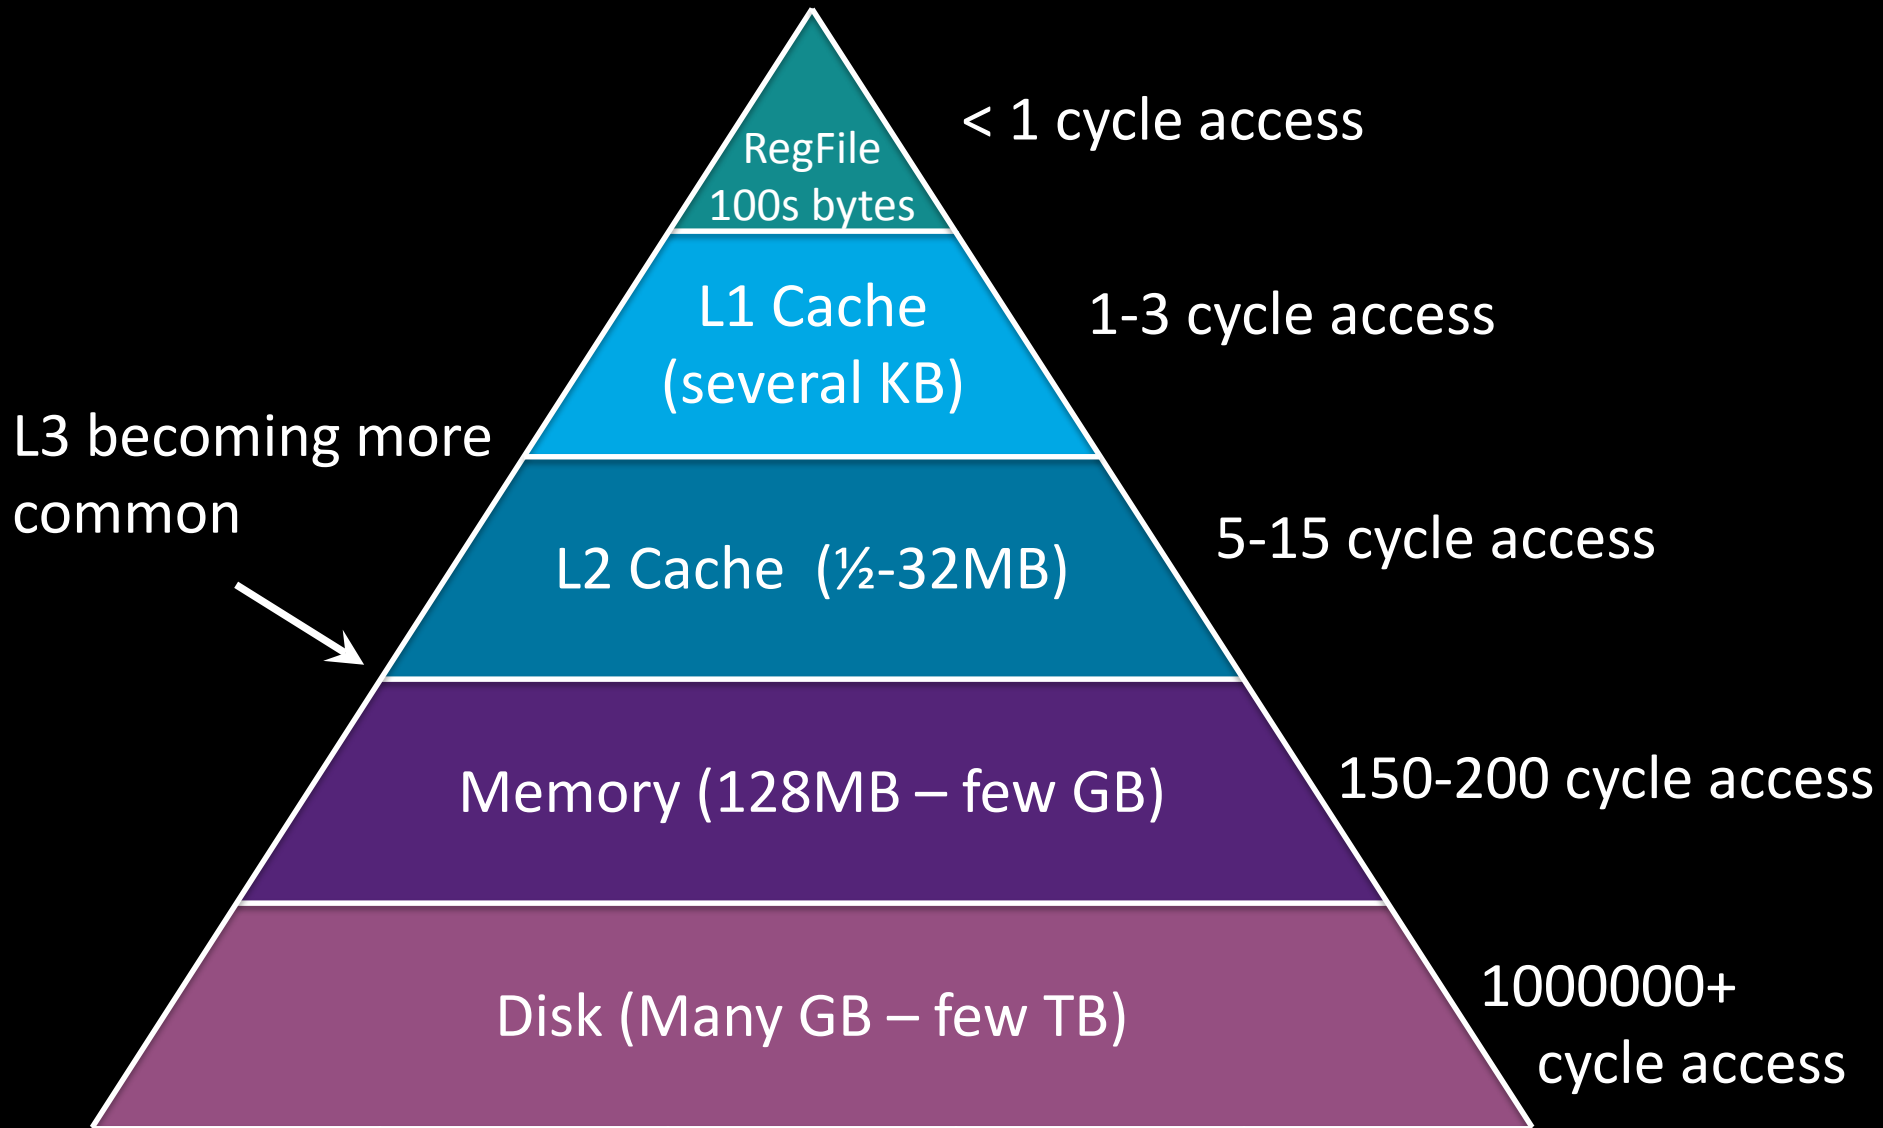 RegFile
100s bytes
< 1 cycle access
L1 Cache
(several KB)
1-3 cycle access
L3 becoming more
common
L2 Cache  (½-32MB)
5-15 cycle access
Memory (128MB – few GB)
150-200 cycle access
Disk (Many GB – few TB)
1000000+
cycle access